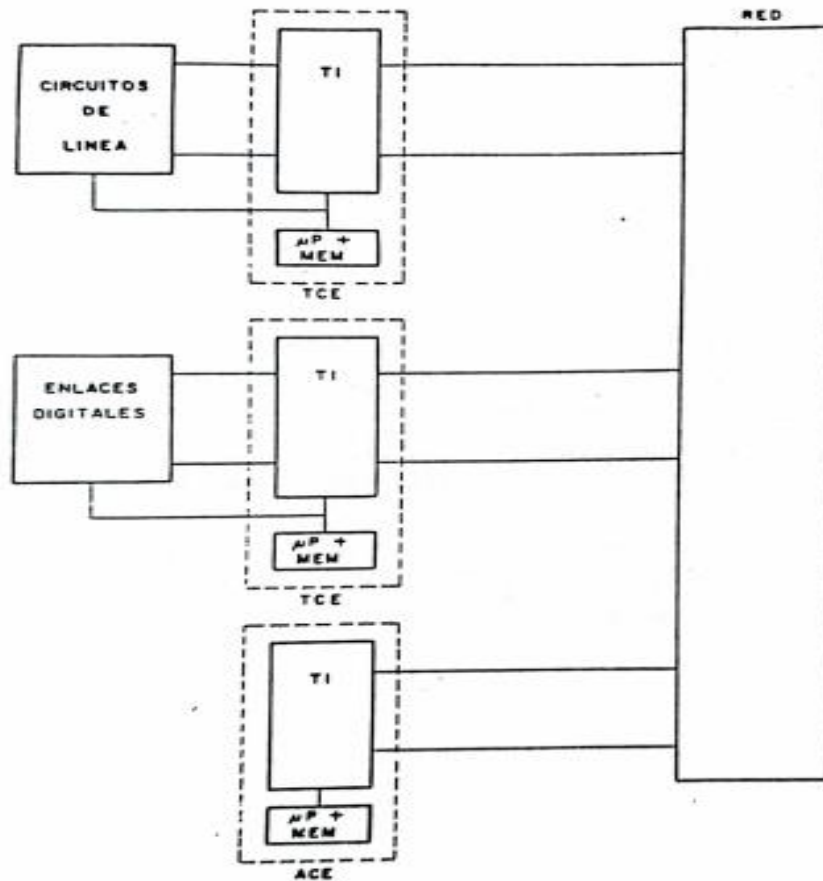 RED
CIRCUITOS
DE
LINEA
TI
μP +
MEM
TCE
ENLACES
DIGITALES
TI
μP +
MEM
TCE
TI
μP +
MEM
ACE